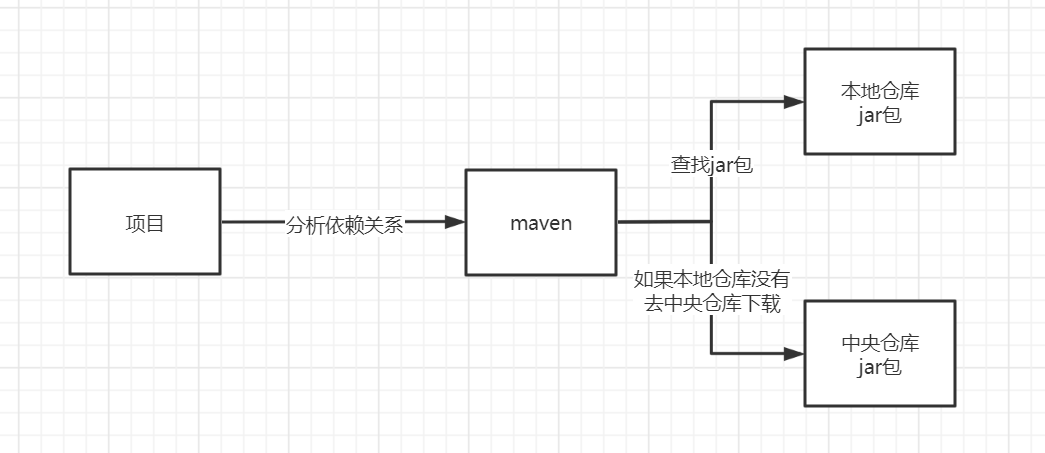 项目
分析依赖关系
maven
查找jar包
本地仓库
jar包
如果本地仓库没有
去中央仓库下载
中央仓库
jar包